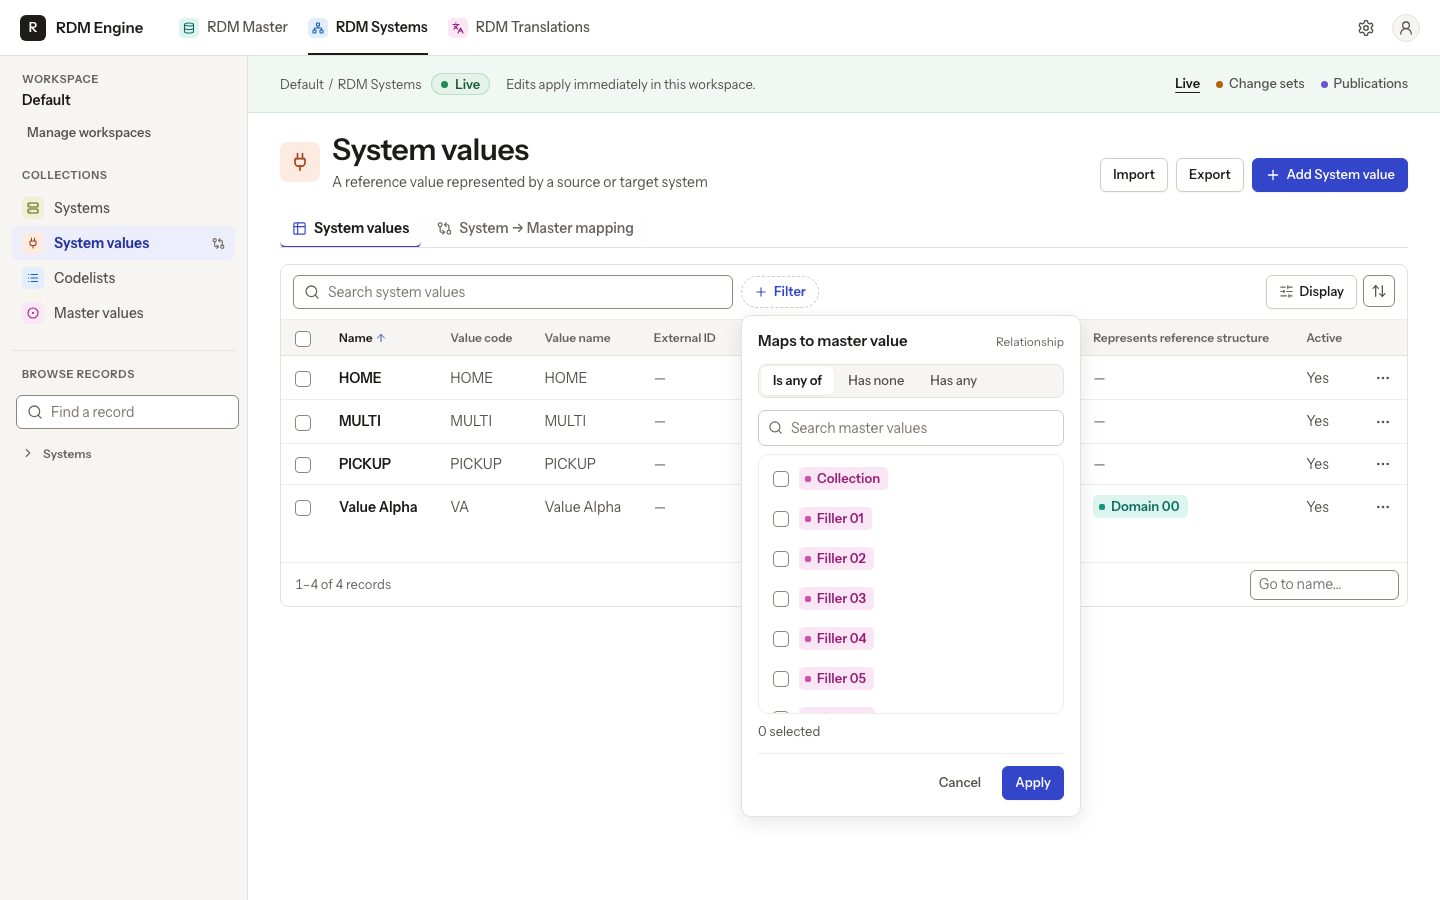 R RDM Engine RDM Master RDM Systems RDM Translations
WORKSPACE
Default
Manage workspaces
COLLECTIONS
Systems
System values
Codelists
Master values
BROWSE RECORDS
Find a record
Systems
Default / RDM Systems Live Edits apply immediately in this workspace. Live Change sets Publications
System values
A reference value represented by a source or target system
Import Export + Add System value
System values System → Master mapping
Search system values + Filter Display
Name ↑ Value code Value name External ID Represents reference structure Active
HOME HOME HOME — — Yes ...
MULTI MULTI MULTI — — Yes ...
PICKUP PICKUP PICKUP — — Yes ...
Value Alpha VA Value Alpha — Domain 00 Yes ...
1–4 of 4 records Go to name...
Maps to master value Relationship
Is any of Has none Has any
Search master values
Collection
Filler 01
Filler 02
Filler 03
Filler 04
Filler 05
0 selected
Cancel Apply